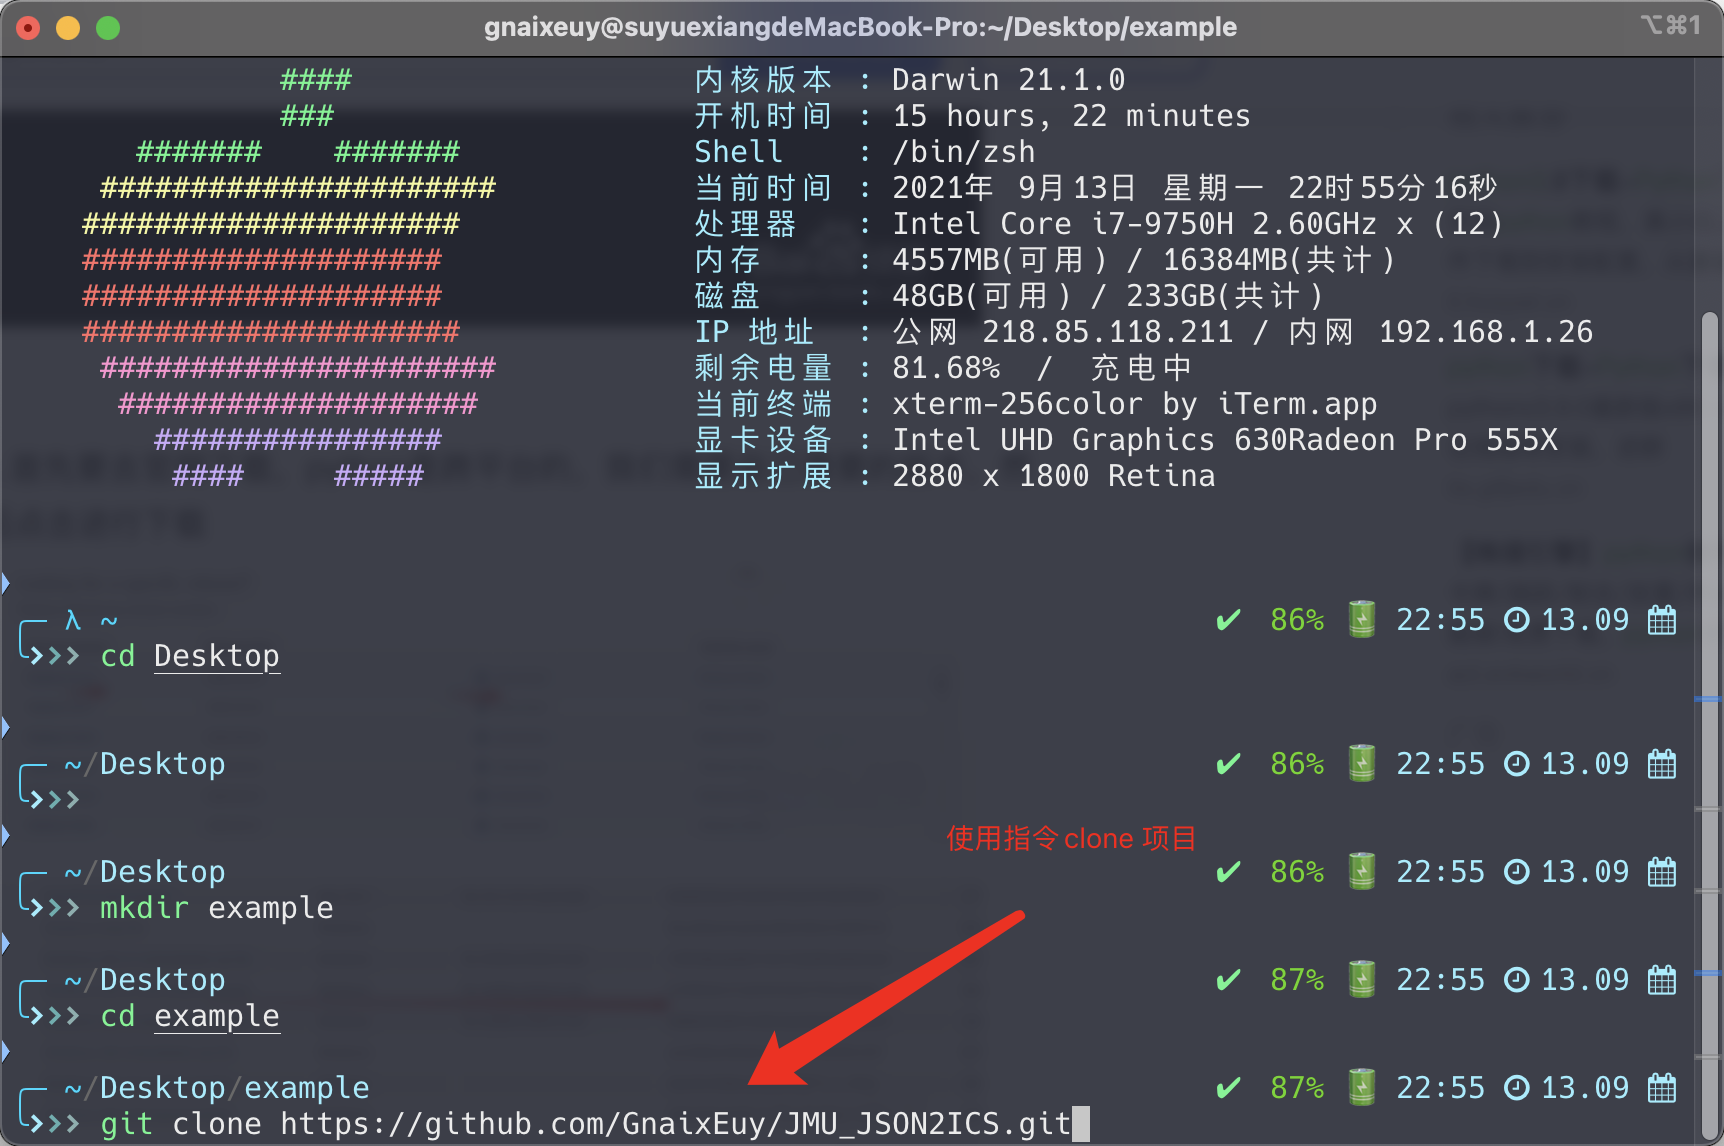 gnaixeuy@suyuexiangdeMacBook-Pro:~/Desktop/example ⌥⌘1
#### 内核版本 : Darwin 21.1.0
### 开机时间 : 15 hours, 22 minutes
####### ####### Shell : /bin/zsh
###################### 当前时间 : 2021年 9月13日 星期一 22时55分16秒
##################### 处理器 : Intel Core i7-9750H 2.60GHz x (12)
#################### 内存 : 4557MB(可用) / 16384MB(共计)
#################### 磁盘 : 48GB(可用) / 233GB(共计)
##################### IP 地址 : 公网 218.85.118.211 / 内网 192.168.1.26
###################### 剩余电量 : 81.68% / 充电中
#################### 当前终端 : xterm-256color by iTerm.app
################ 显卡设备 : Intel UHD Graphics 630Radeon Pro 555X
#### ##### 显示扩展 : 2880 x 1800 Retina
λ ~ ✔ 86% 22:55 13.09
❯❯❯ cd Desktop
~/Desktop ✔ 86% 22:55 13.09
❯❯❯
使用指令clone 项目
~/Desktop ✔ 86% 22:55 13.09
❯❯❯ mkdir example
~/Desktop ✔ 87% 22:55 13.09
❯❯❯ cd example
~/Desktop/example ✔ 87% 22:55 13.09
❯❯❯ git clone https://github.com/GnaixEuy/JMU_JSON2ICS.git